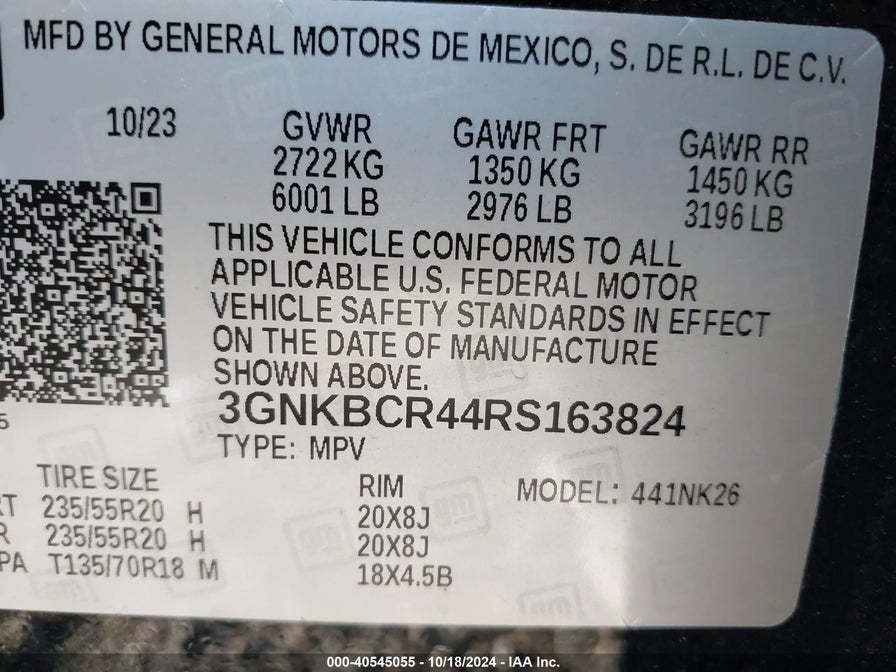 MFD BY GENERAL MOTORS DE MEXICO, S. DE R.L. DE C.V.
10/23 GVWR GAWR FRT GAWR RR
2722 KG 1350 KG 1450 KG
6001 LB 2976 LB 3196 LB
THIS VEHICLE CONFORMS TO ALL
APPLICABLE U.S. FEDERAL MOTOR
VEHICLE SAFETY STANDARDS IN EFFECT
ON THE DATE OF MANUFACTURE
SHOWN ABOVE.
3GNKBCR44RS163824
TYPE: MPV
TIRE SIZE RIM MODEL: 441NK26
RT 235/55R20 H 20X8J
R 235/55R20 H 20X8J
PA T135/70R18 M 18X4.5B
gm
000-40545055 - 10/18/2024 - IAA Inc.